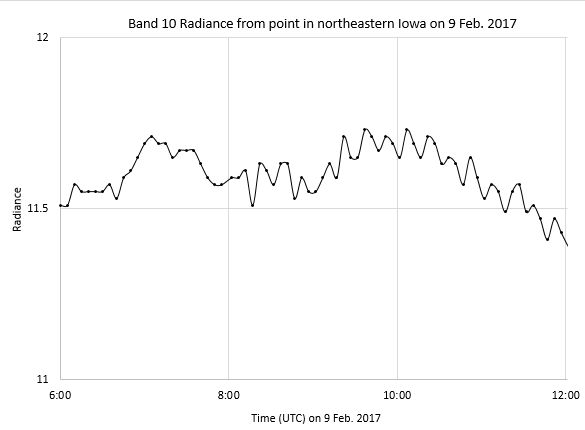 Band 10 Radiance from point in northeastern Iowa on 9 Feb. 2017
12
11.5
11
Radiance
6:00 8:00 10:00 12:00
Time (UTC) on 9 Feb. 2017